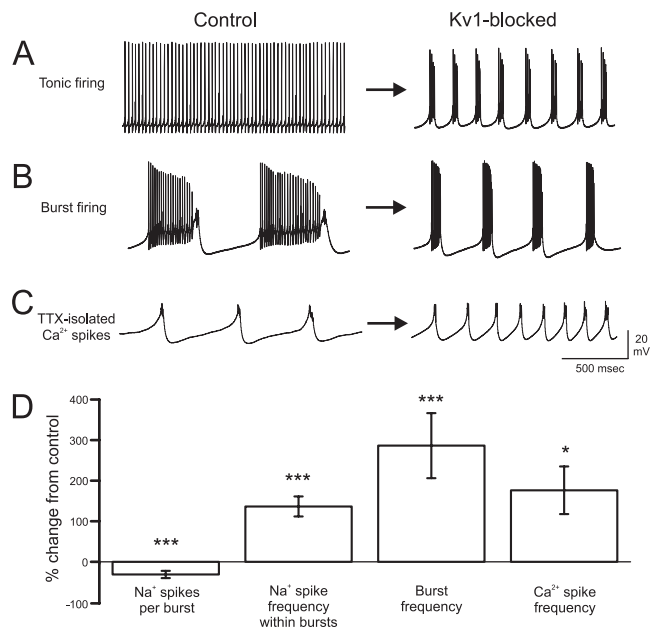 Control
Kv1-blocked
A
Tonic firing
B
Burst firing
C
TTX-isolated
Ca²⁺ spikes
20
mV
500 msec
D
% change from control
400
300
200
100
0
-100
***
***
***
*
Na⁺ spikes
per burst
Na⁺ spike
frequency
within bursts
Burst
frequency
Ca²⁺ spike
frequency